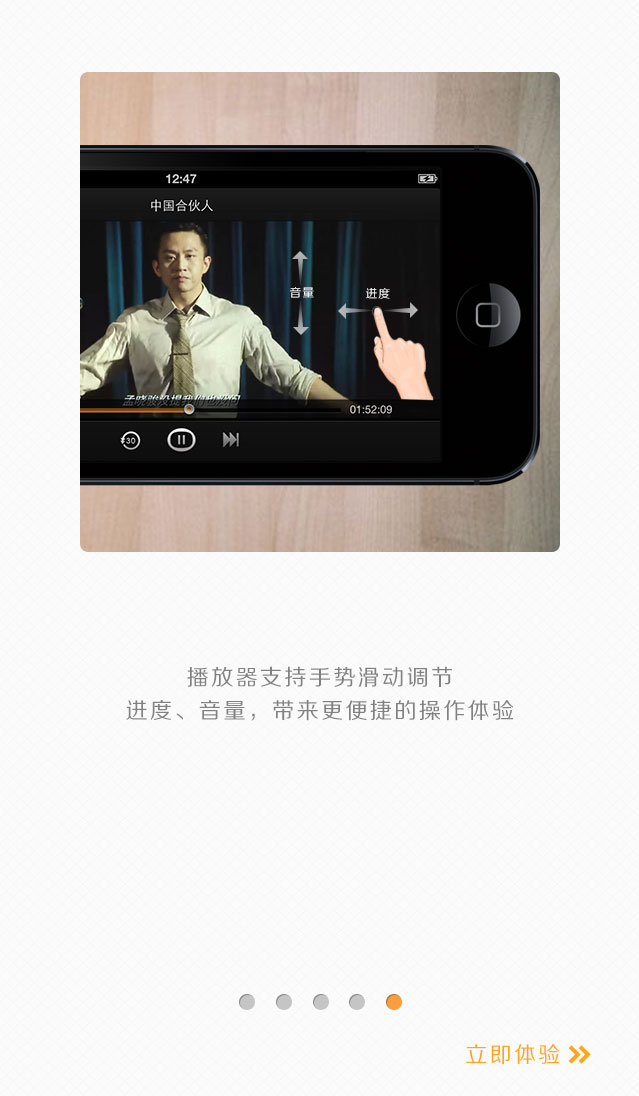 12:47
中国合伙人
音量
进度
01:52:09
30
播放器支持手势滑动调节
进度、音量，带来更便捷的操作体验
立即体验